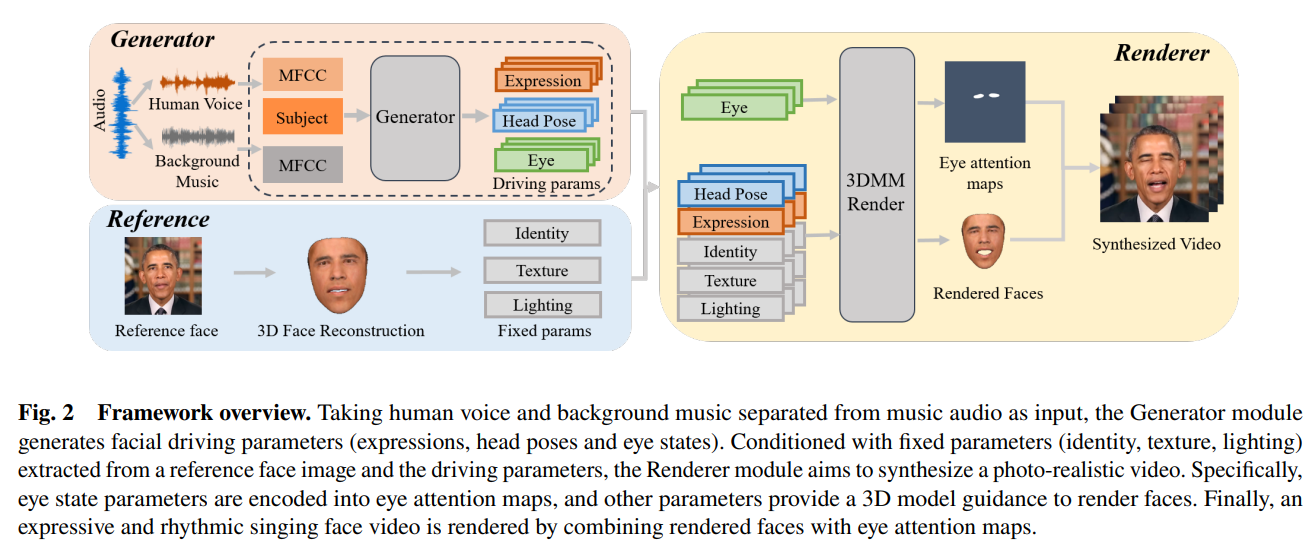 Generator
Audio
Human Voice
Background
Music
MFCC
Subject
MFCC
Generator
Expression
Head Pose
Eye
Driving params
Reference
Reference face
3D Face Reconstruction
Identity
Texture
Lighting
Fixed params
Renderer
Eye
Head Pose
Expression
Identity
Texture
Lighting
3DMM
Render
Eye attention
maps
Rendered Faces
Synthesized Video
Fig. 2 Framework overview. Taking human voice and background music separated from music audio as input, the Generator module
generates facial driving parameters (expressions, head poses and eye states). Conditioned with fixed parameters (identity, texture, lighting)
extracted from a reference face image and the driving parameters, the Renderer module aims to synthesize a photo-realistic video. Specifically,
eye state parameters are encoded into eye attention maps, and other parameters provide a 3D model guidance to render faces. Finally, an
expressive and rhythmic singing face video is rendered by combining rendered faces with eye attention maps.